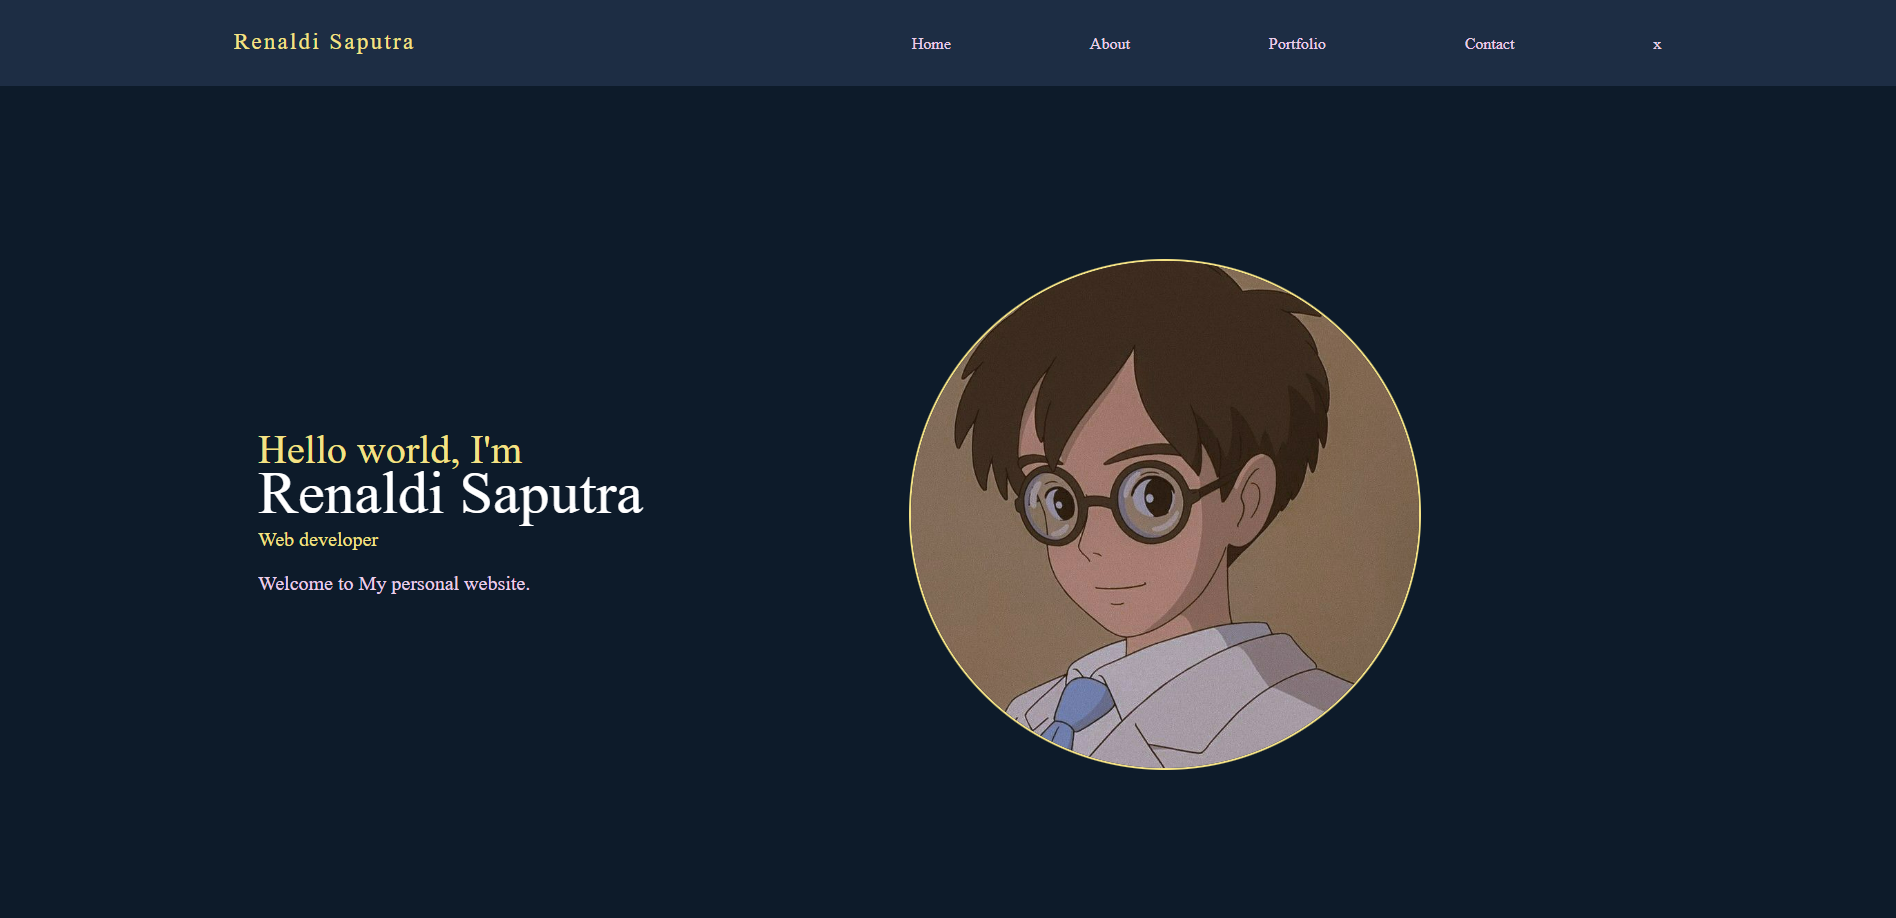 Renaldi Saputra
Home About Portfolio Contact x
Hello world, I'm
Renaldi Saputra
Web developer
Welcome to My personal website.